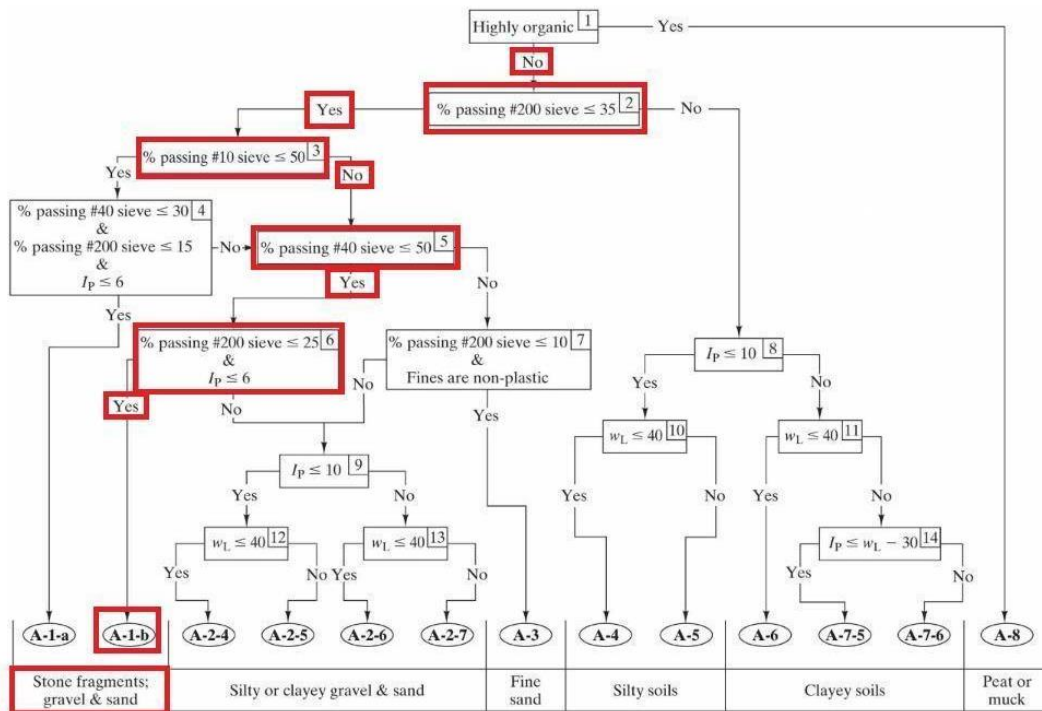 Highly organic 1
Yes
No
% passing #200 sieve ≤ 35 2
Yes
No
% passing #10 sieve ≤ 50 3
Yes
No
% passing #40 sieve ≤ 30 4
&
% passing #200 sieve ≤ 15
&
IP ≤ 6
No
% passing #40 sieve ≤ 50 5
Yes
No
Yes
% passing #200 sieve ≤ 25 6
&
IP ≤ 6
% passing #200 sieve ≤ 10 7
&
Fines are non-plastic
IP ≤ 10 8
Yes
No
Yes
No
No
Yes
wL ≤ 40 10
wL ≤ 40 11
IP ≤ 10 9
Yes
No
Yes
No
Yes
No
wL ≤ 40 12
wL ≤ 40 13
IP ≤ wL − 30 14
Yes
No
Yes
No
Yes
No
A-1-a
A-1-b
A-2-4
A-2-5
A-2-6
A-2-7
A-3
A-4
A-5
A-6
A-7-5
A-7-6
A-8
Stone fragments;
gravel & sand
Silty or clayey gravel & sand
Fine
sand
Silty soils
Clayey soils
Peat or
muck